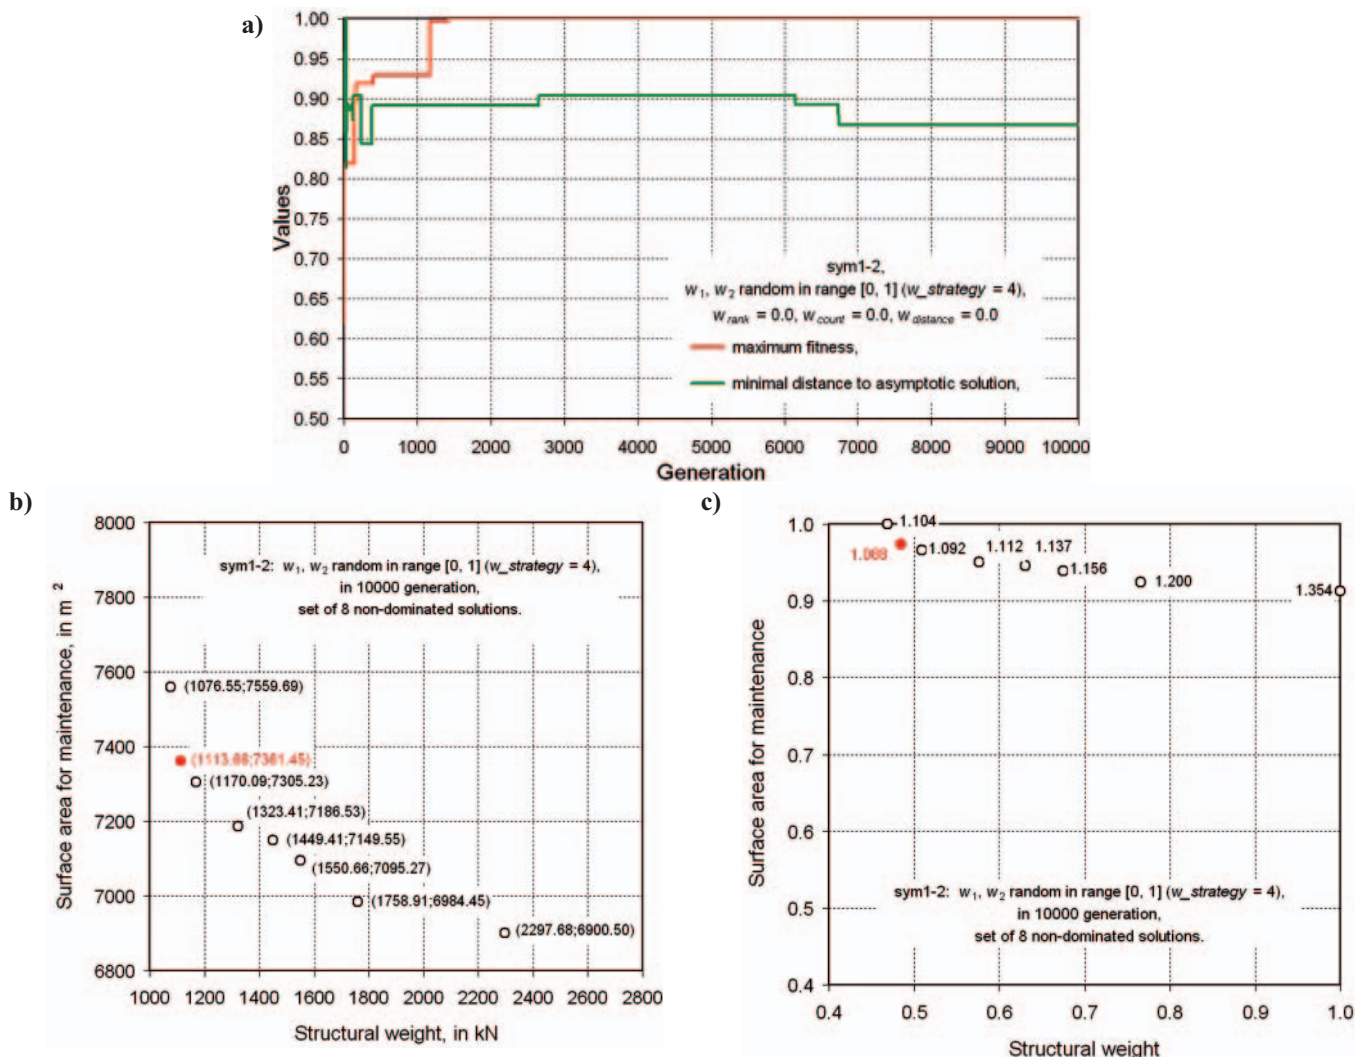 a)
1.00
0.95
0.90
0.85
0.80
0.75
0.70
0.65
0.60
0.55
0.50
Values
sym1-2,
w1, w2 random in range [0, 1] (w_strategy = 4),
wrank = 0.0, wcount = 0.0, wdistance = 0.0
maximum fitness,
minimal distance to asymptotic solution,
0 1000 2000 3000 4000 5000 6000 7000 8000 9000 10000
Generation
b)
8000
7800
7600
7400
7200
7000
6800
Surface area for maintenance, in m 2
sym1-2: w1, w2 random in range [0, 1] (w_strategy = 4),
in 10000 generation,
set of 8 non-dominated solutions.
(1076.55;7559.69)
(1113.66;7361.45)
(1170.09;7305.23)
(1323.41;7186.53)
(1449.41;7149.55)
(1550.66;7095.27)
(1758.91;6984.45)
(2297.68;6900.50)
1000 1200 1400 1600 1800 2000 2200 2400 2600 2800
Structural weight, in kN
c)
1.0
0.9
0.8
0.7
0.6
0.5
0.4
Surface area for maintenance
1.104
1.092
1.112
1.137
1.156
1.200
1.354
sym1-2: w1, w2 random in range [0, 1] (w_strategy = 4),
in 10000 generation,
set of 8 non-dominated solutions.
0.4 0.5 0.6 0.7 0.8 0.9 1.0
Structural weight